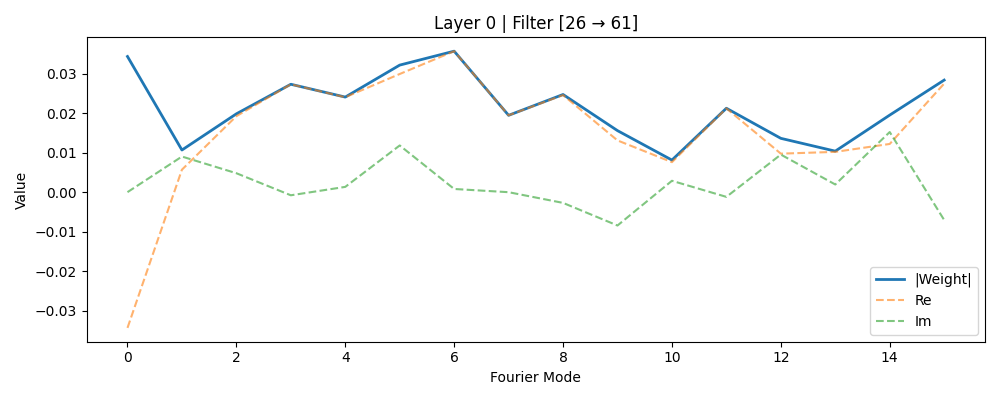 Layer 0 | Filter [26 → 61]
0.03
0.02
0.01
0.00
−0.01
−0.02
−0.03
Value
0 2 4 6 8 10 12 14
Fourier Mode
|Weight|
Re
Im